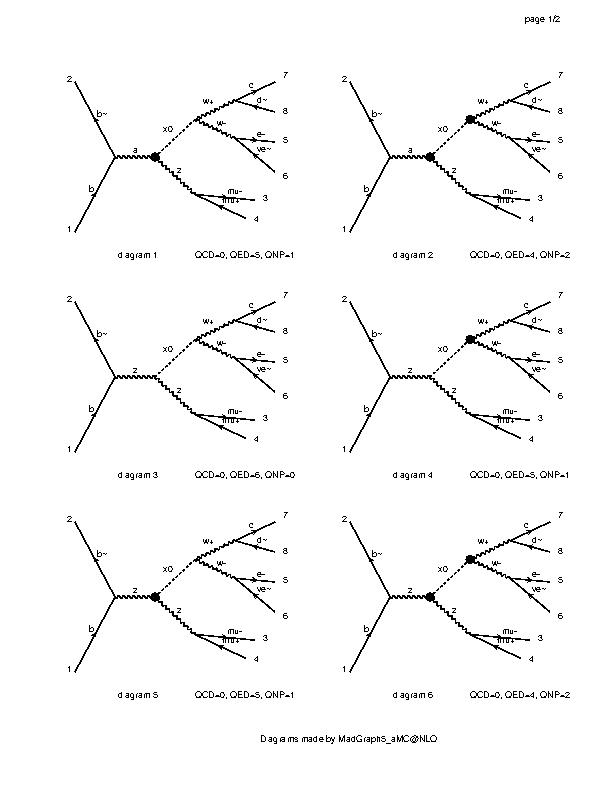 page 1/2
2 7
c
w+ d~
8
b~ x0 w- e- 5
ve~
a 6
z
b mu-
mu+ 3
4
1
diagram 1 QCD=0, QED=5, QNP=1
2 7
c
w+ d~
8
b~ x0 w- e- 5
ve~
a 6
z
b mu-
mu+ 3
4
1
diagram 2 QCD=0, QED=4, QNP=2
2 7
c
w+ d~
8
b~ x0 w- e- 5
ve~
z 6
z
b mu-
mu+ 3
4
1
diagram 3 QCD=0, QED=6, QNP=0
2 7
c
w+ d~
8
b~ x0 w- e- 5
ve~
z 6
z
b mu-
mu+ 3
4
1
diagram 4 QCD=0, QED=5, QNP=1
2 7
c
w+ d~
8
b~ x0 w- e- 5
ve~
z 6
z
b mu-
mu+ 3
4
1
diagram 5 QCD=0, QED=5, QNP=1
2 7
c
w+ d~
8
b~ x0 w- e- 5
ve~
z 6
z
b mu-
mu+ 3
4
1
diagram 6 QCD=0, QED=4, QNP=2
Diagrams made by MadGraph5_aMC@NLO